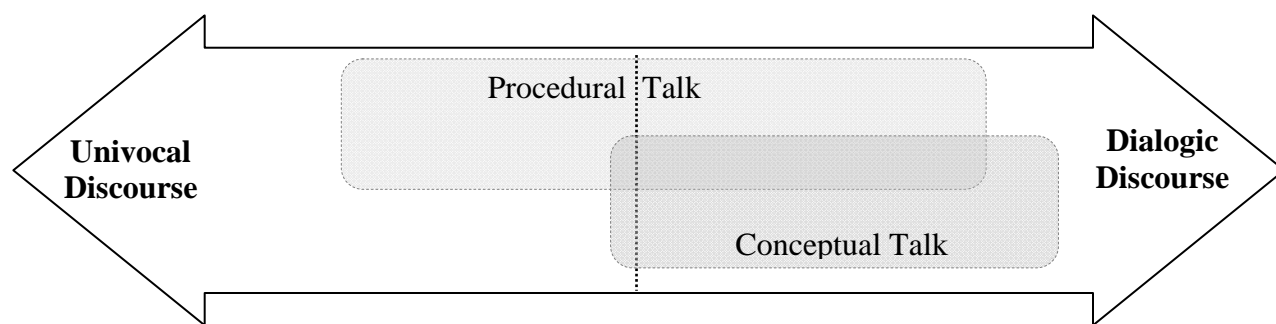 Procedural Talk
Univocal
Discourse
Dialogic
Discourse
Conceptual Talk